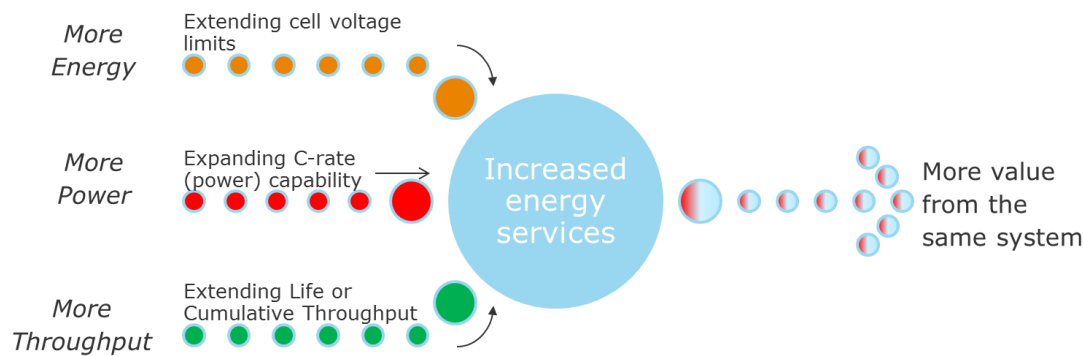 More
Energy
Extending cell voltage
limits
More
Power
Expanding C-rate
(power) capability
More
Throughput
Extending Life or
Cumulative Throughput
Increased
energy
services
More value
from the
same system